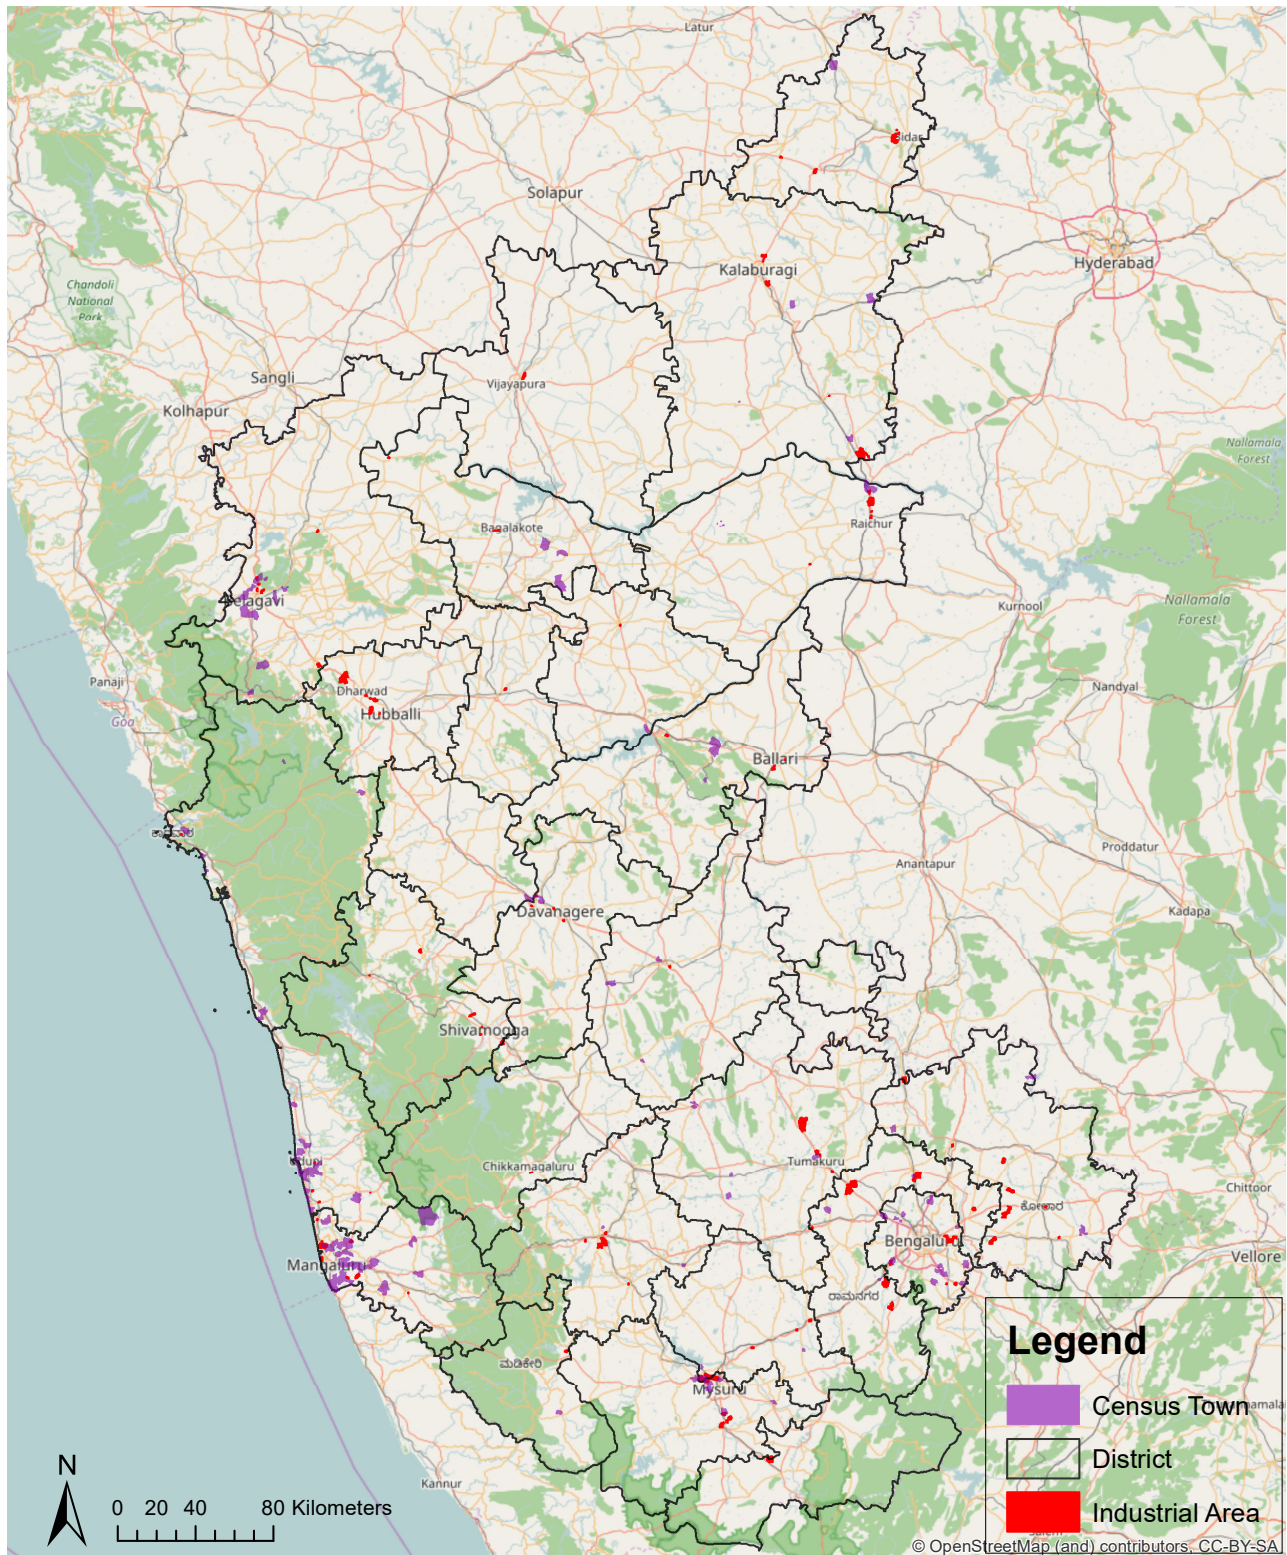 Latur
Bidar
Solapur
Hyderabad
Kalaburagi
Chandoli
National
Park
Vijayapura
Sangli
Kolhapur
Nallamala
Forest
Bagalakote
Raichur
Belagavi
Kurnool
Nallamala
Forest
Panaji
Dharwad
Nandyal
Goa
Hubballi
Ballari
Proddatur
Anantapur
Davanagere
Kadapa
Shivamogga
Udupi
Chikkamagaluru
Tumakuru
Chittoor
ಕೋಲಾರ
Bengaluru
Vellore
Mangaluru
ರಾಮನಗರ
ಮಡಿಕೇರಿ
Mysuru
Kannur
Legend
Census Town
District
Industrial Area
Salem
N
0 20 40 80 Kilometers
© OpenStreetMap (and) contributors, CC-BY-SA